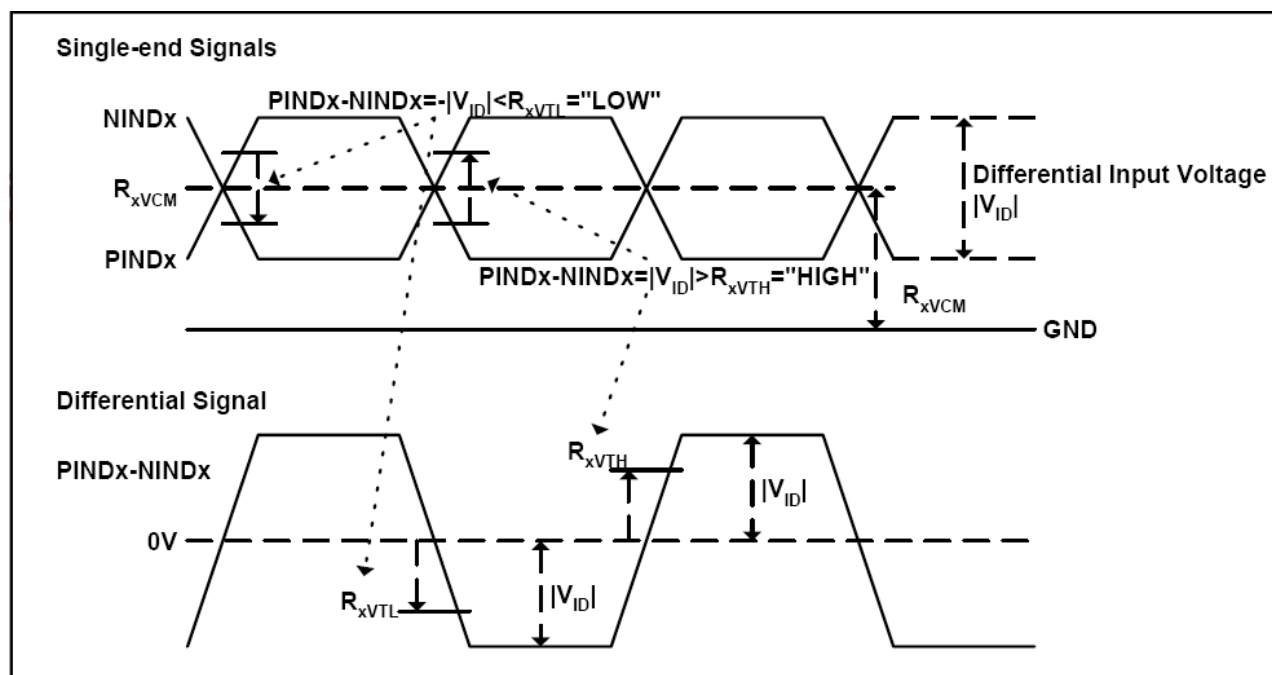 Single-end Signals
PINDx-NINDx=-|VID|<RxVTL="LOW"
NINDx
RxVCM
Differential Input Voltage
|VID|
PINDx
PINDx-NINDx=|VID|>RxVTH="HIGH"
RxVCM
GND
Differential Signal
RxVTH
PINDx-NINDx
|VID|
0V
RxVTL
|VID|